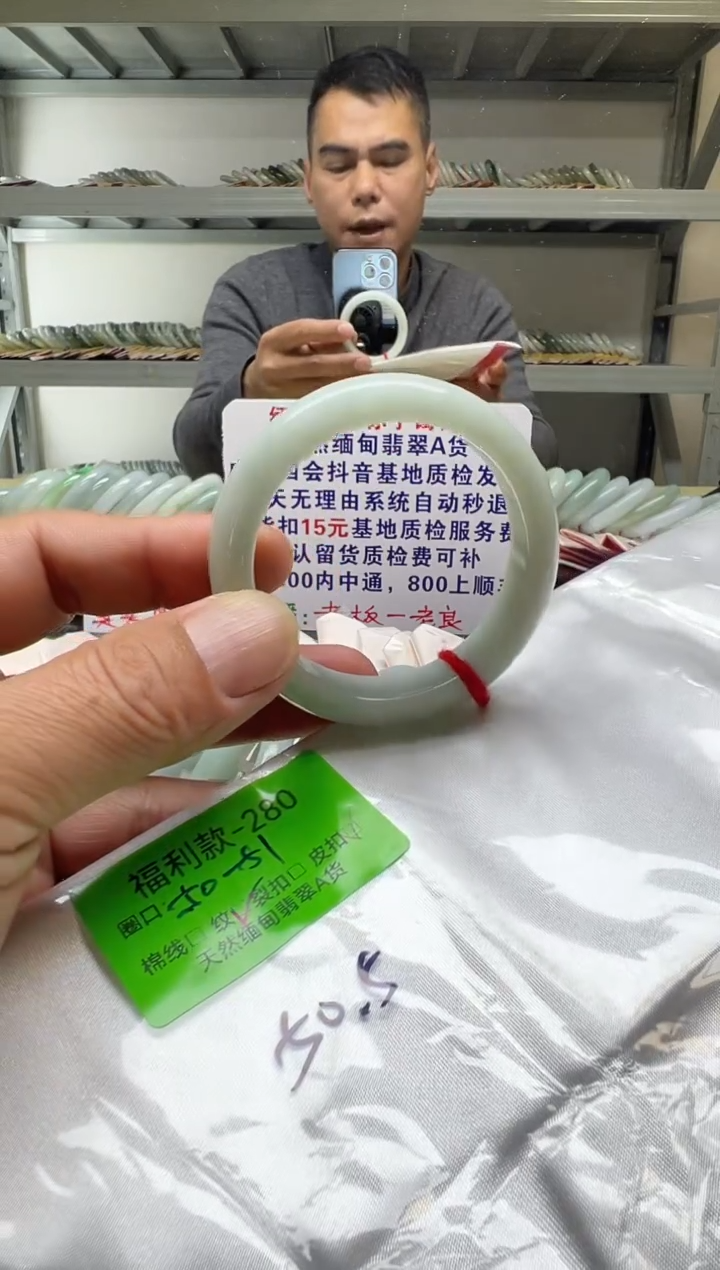 然缅甸翡翠A货
四会抖音基地质检发
天无理由系统自动秒退
扣15元基地质检服务费
认留货质检费可补
00内中通，800上顺
：老板一老良
福利款-280
圈口：50-51
棉线□ 纹 裂扣□ 皮扣
天然缅甸翡翠A货
50.5